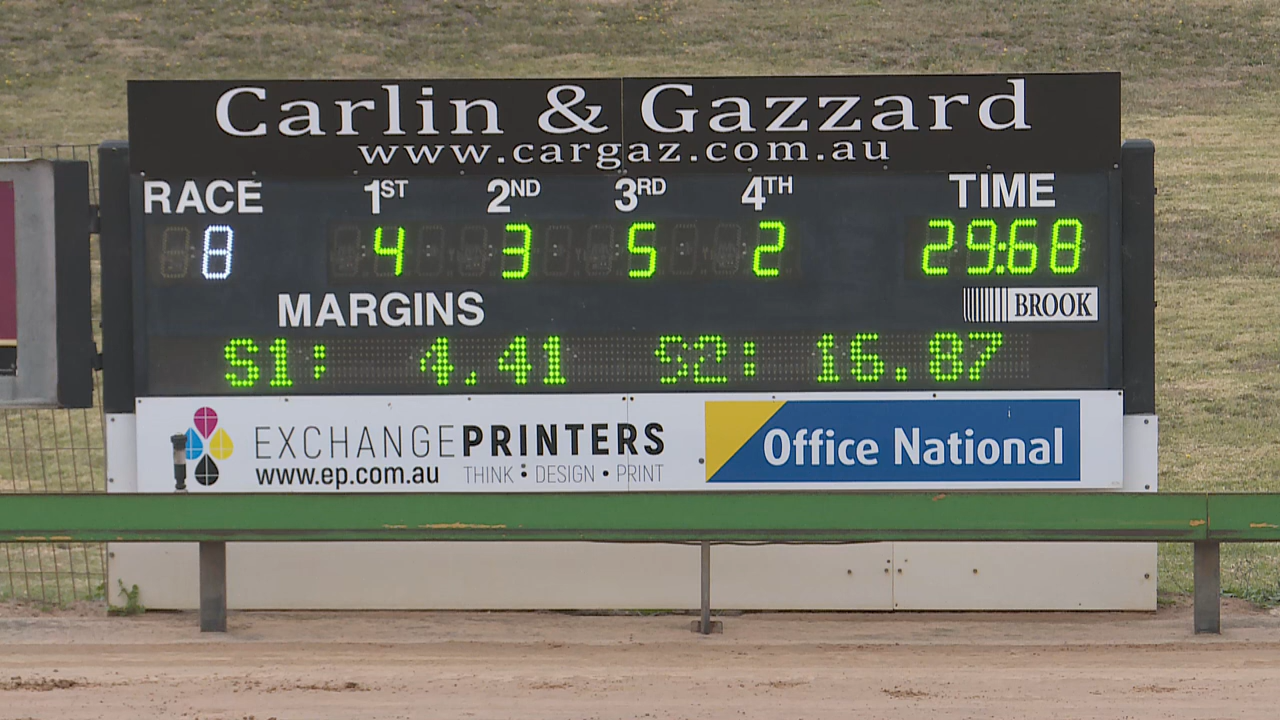 Carlin & Gazzard
www.cargaz.com.au
RACE 1ST 2ND 3RD 4TH TIME
8 4 3 5 2 29:68
MARGINS BROOK
S1: 4.41 S2: 16.87
EXCHANGEPRINTERS
www.ep.com.au THINK • DESIGN • PRINT
Office National